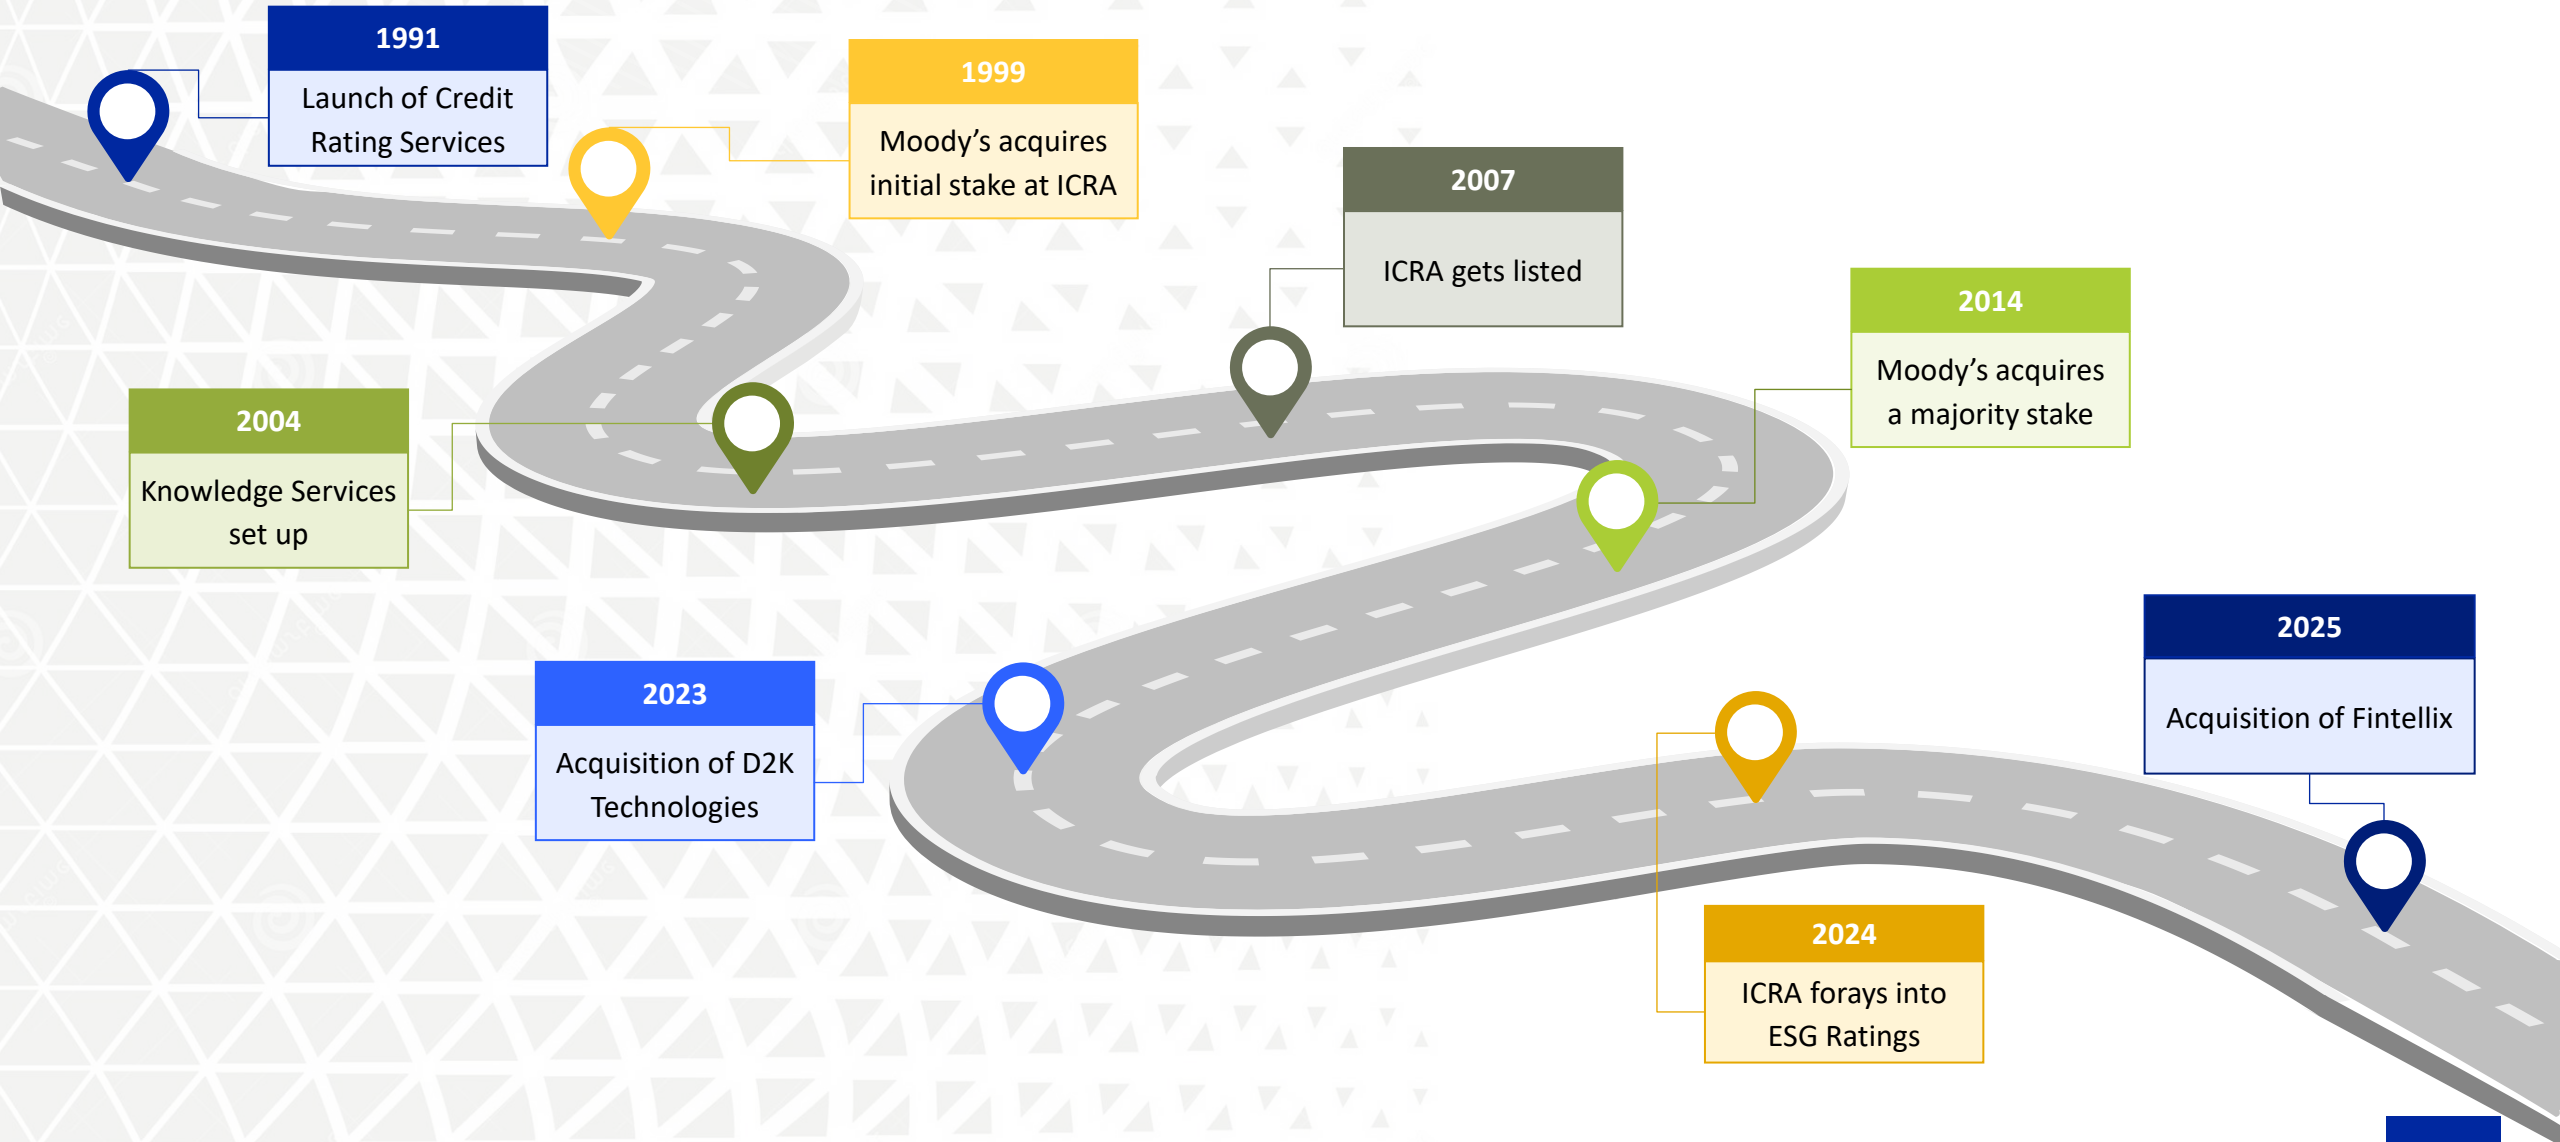 1991
Launch of Credit
Rating Services
1999
Moody’s acquires
initial stake at ICRA
2004
Knowledge Services
set up
2007
ICRA gets listed
2014
Moody’s acquires
a majority stake
2023
Acquisition of D2K
Technologies
2024
ICRA forays into
ESG Ratings
2025
Acquisition of Fintellix